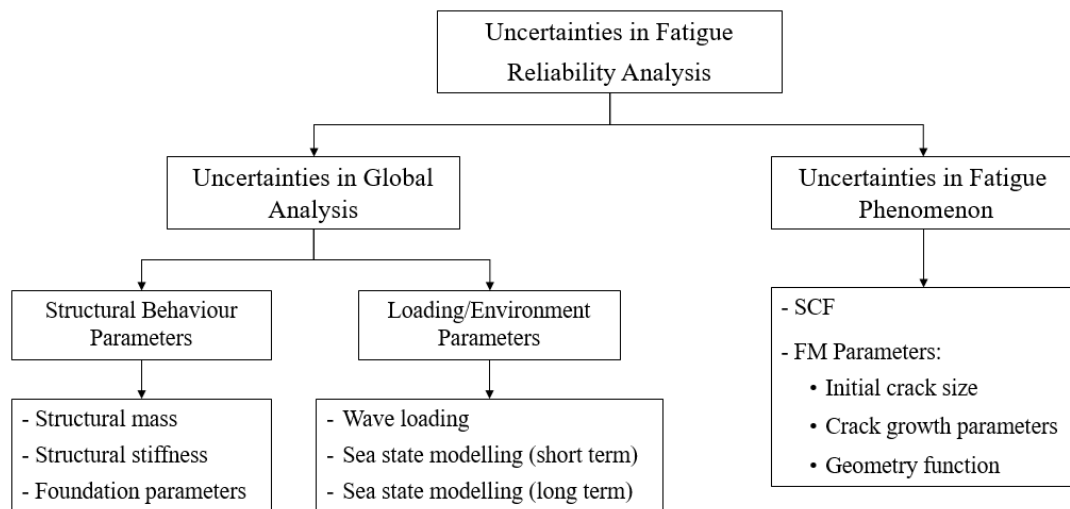 Uncertainties in Fatigue
Reliability Analysis
Uncertainties in Global
Analysis
Uncertainties in Fatigue
Phenomenon
Structural Behaviour
Parameters
Loading/Environment
Parameters
- Structural mass
- Structural stiffness
- Foundation parameters
- Wave loading
- Sea state modelling (short term)
- Sea state modelling (long term)
- SCF
- FM Parameters:
• Initial crack size
• Crack growth parameters
• Geometry function